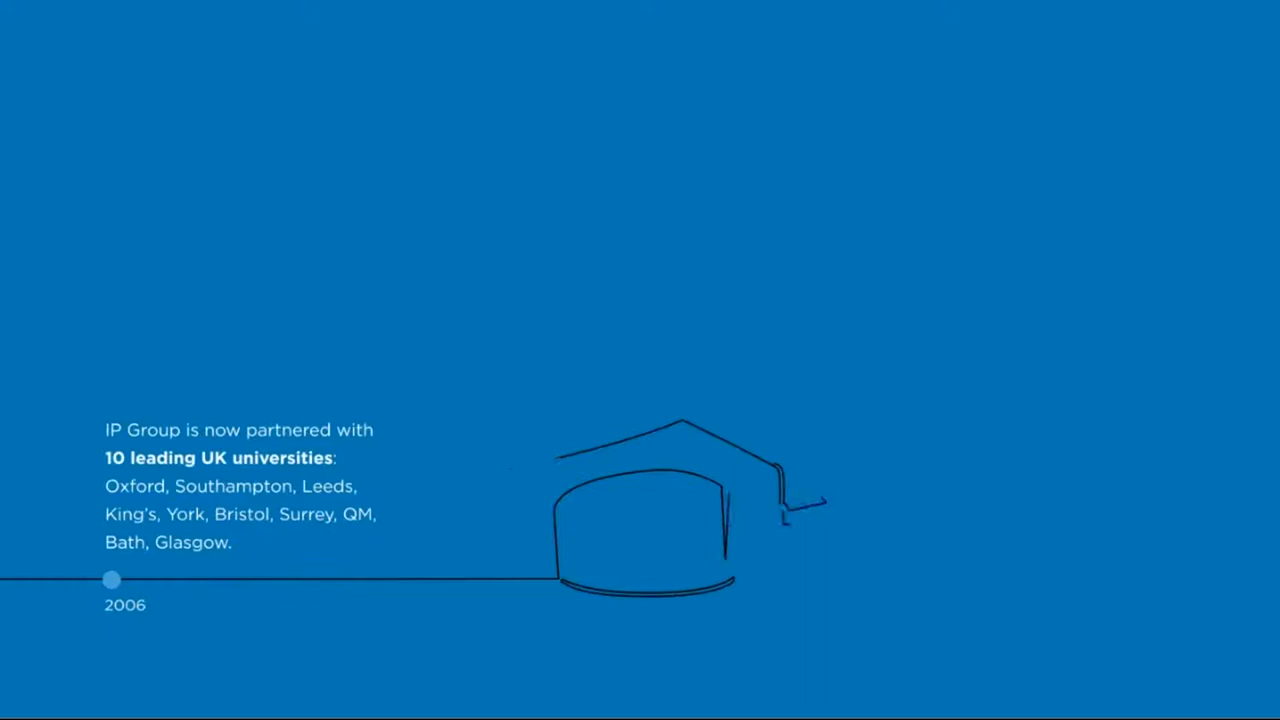 IP Group is now partnered with
10 leading UK universities:
Oxford, Southampton, Leeds,
King's, York, Bristol, Surrey, QM,
Bath, Glasgow.
2006